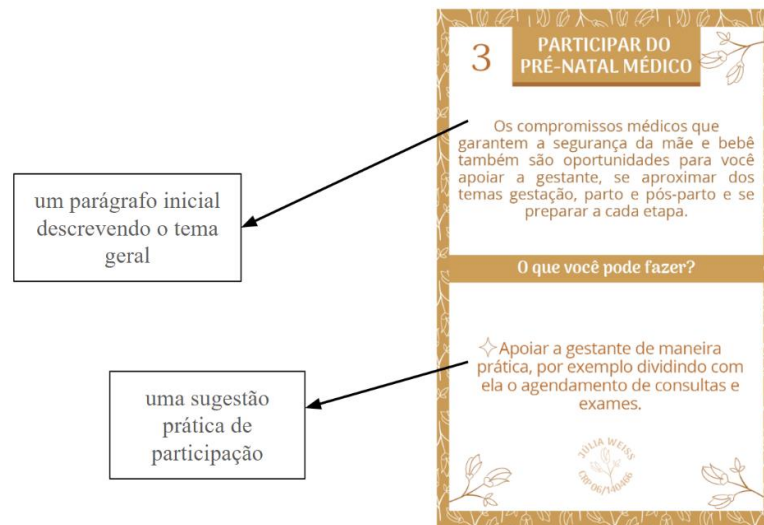 3
PARTICIPAR DO
PRÉ-NATAL MÉDICO
Os compromissos médicos que
garantem a segurança da mãe e bebê
também são oportunidades para você
apoiar a gestante, se aproximar dos
temas gestação, parto e pós-parto e se
preparar a cada etapa.
um parágrafo inicial
descrevendo o tema
geral
O que você pode fazer?
Apoiar a gestante de maneira
prática, por exemplo dividindo com
ela o agendamento de consultas e
exames.
uma sugestão
prática de
participação
JÚLIA WEISS
CRP 06/140466